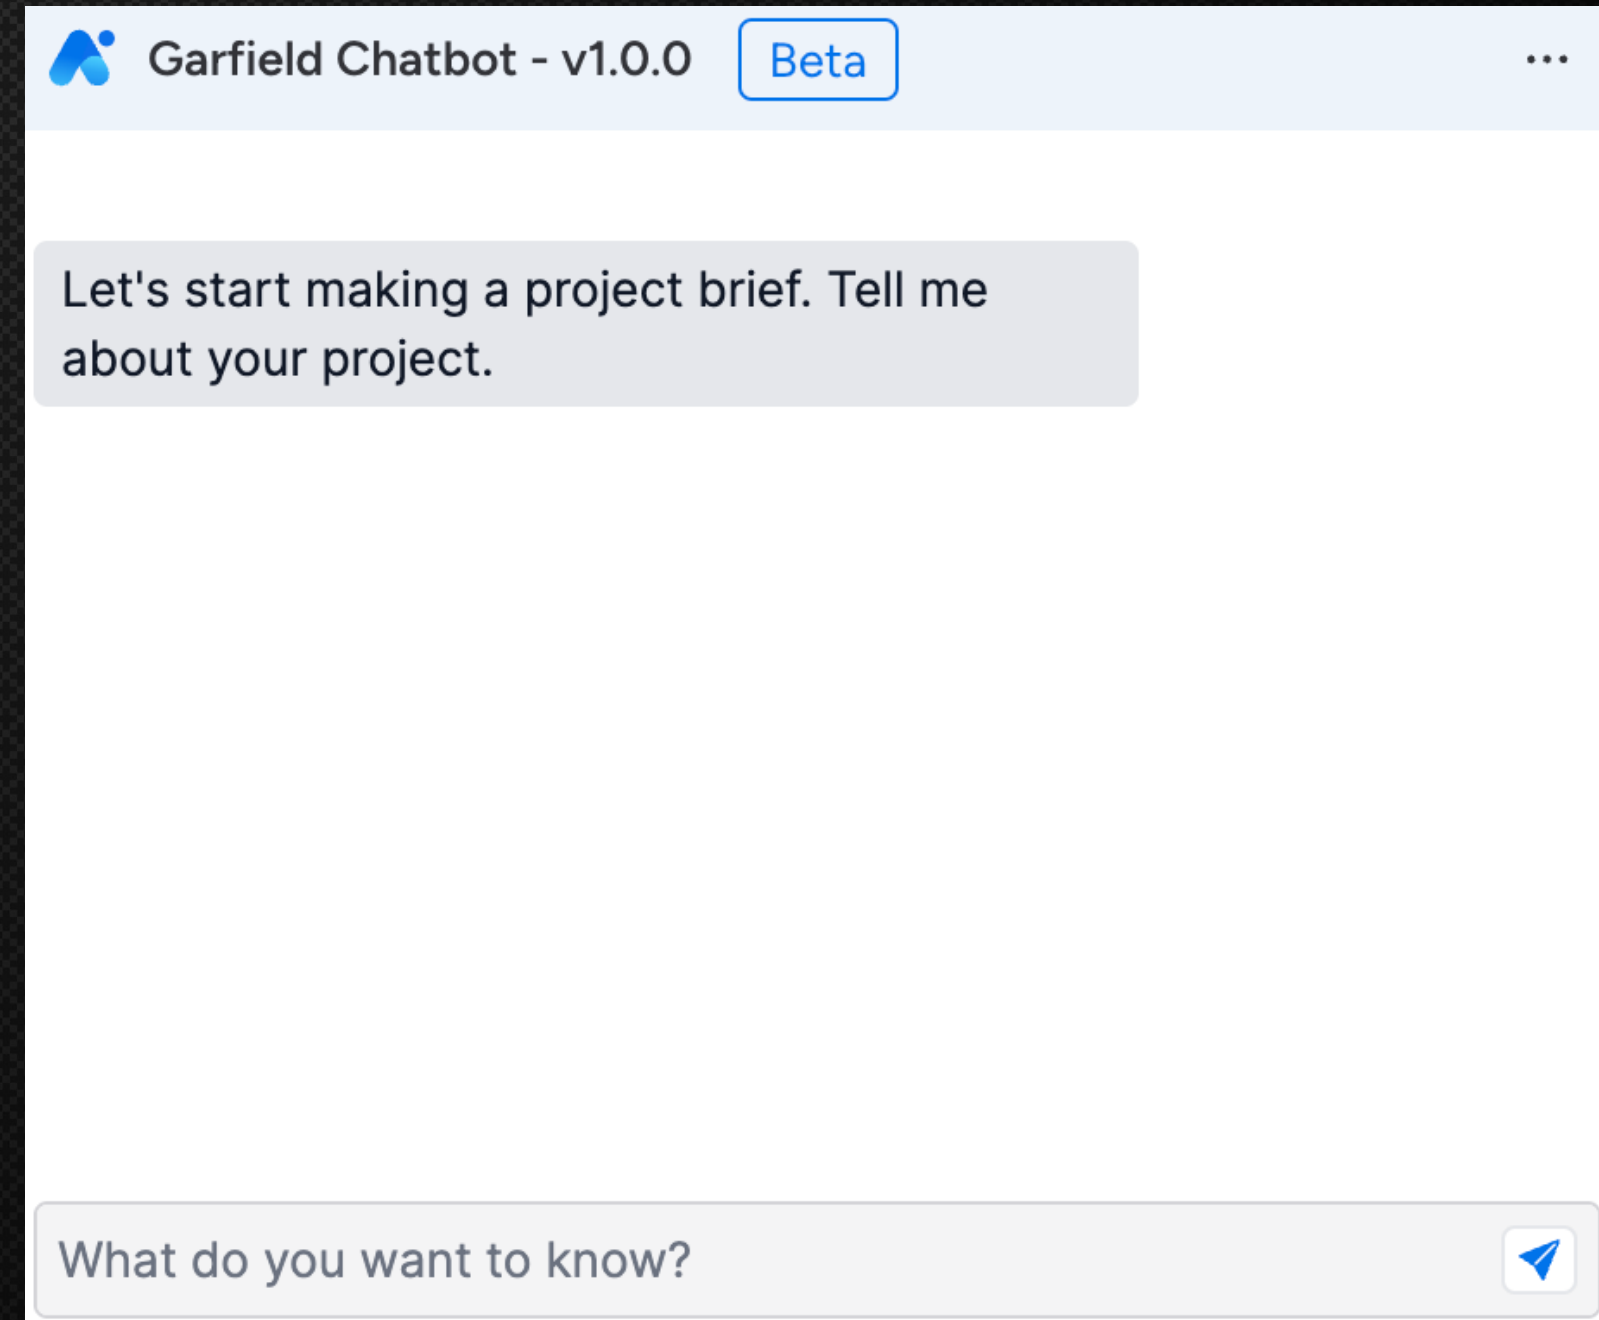 Garfield Chatbot - v1.0.0
Beta
Let's start making a project brief. Tell me
about your project.
What do you want to know?